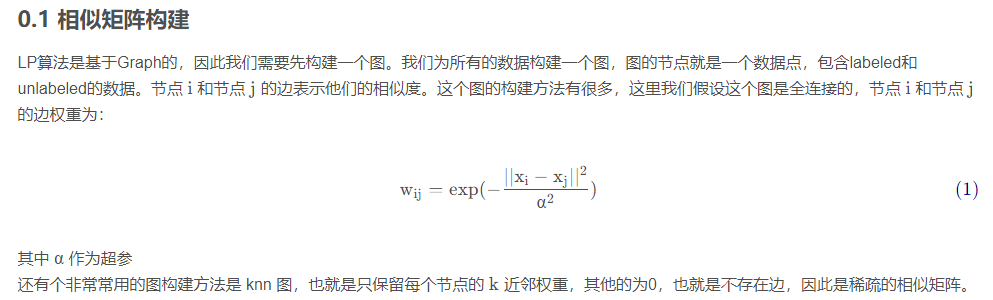 0.1 相似矩阵构建
LP算法是基于Graph的，因此我们需要先构建一个图。我们为所有的数据构建一个图，图的节点就是一个数据点，包含labeled和
unlabeled的数据。节点 i 和节点 j 的边表示他们的相似度。这个图的构建方法有很多，这里我们假设这个图是全连接的，节点 i 和节点 j
的边权重为：
w_{ij} = exp(-\frac{||x_i - x_j||^2}{α^2}) (1)
其中 α 作为超参
还有个非常常用的图构建方法是 knn 图，也就是只保留每个节点的 k 近邻权重，其他的为0，也就是不存在边，因此是稀疏的相似矩阵。